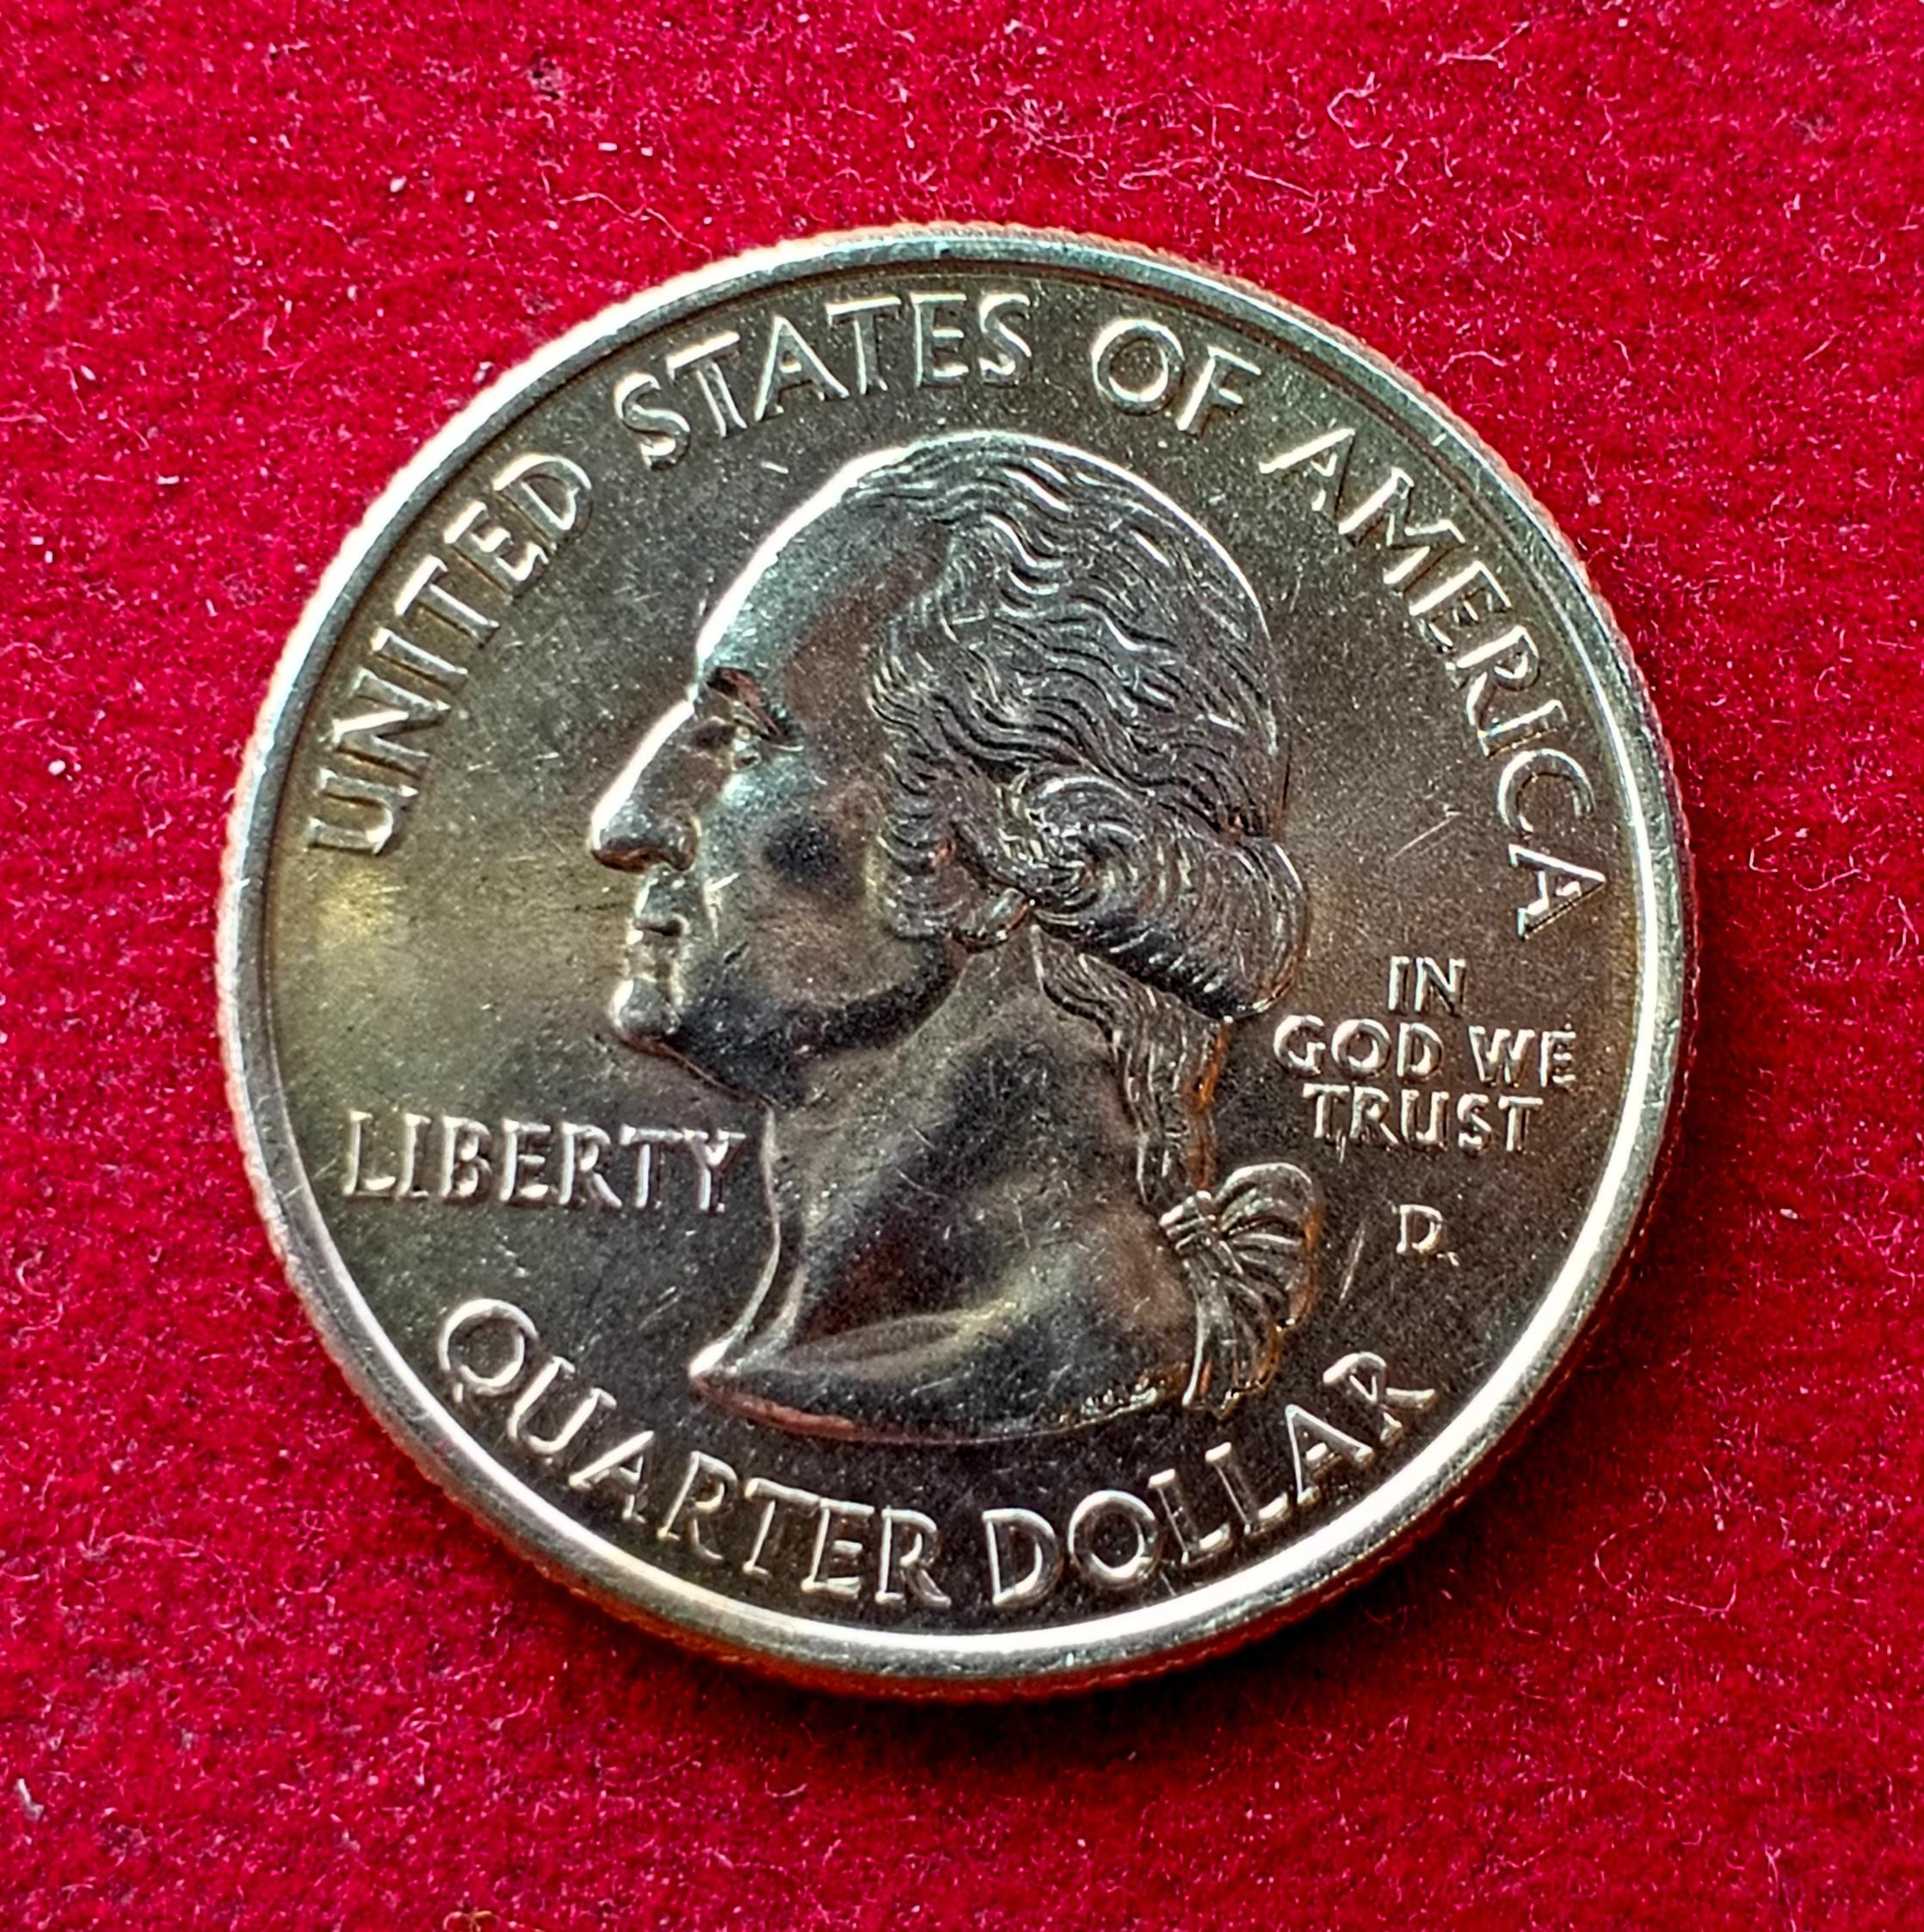 UNITED STATES OF AMERICA
LIBERTY
IN
GOD WE
TRUST
D
QUARTER DOLLAR